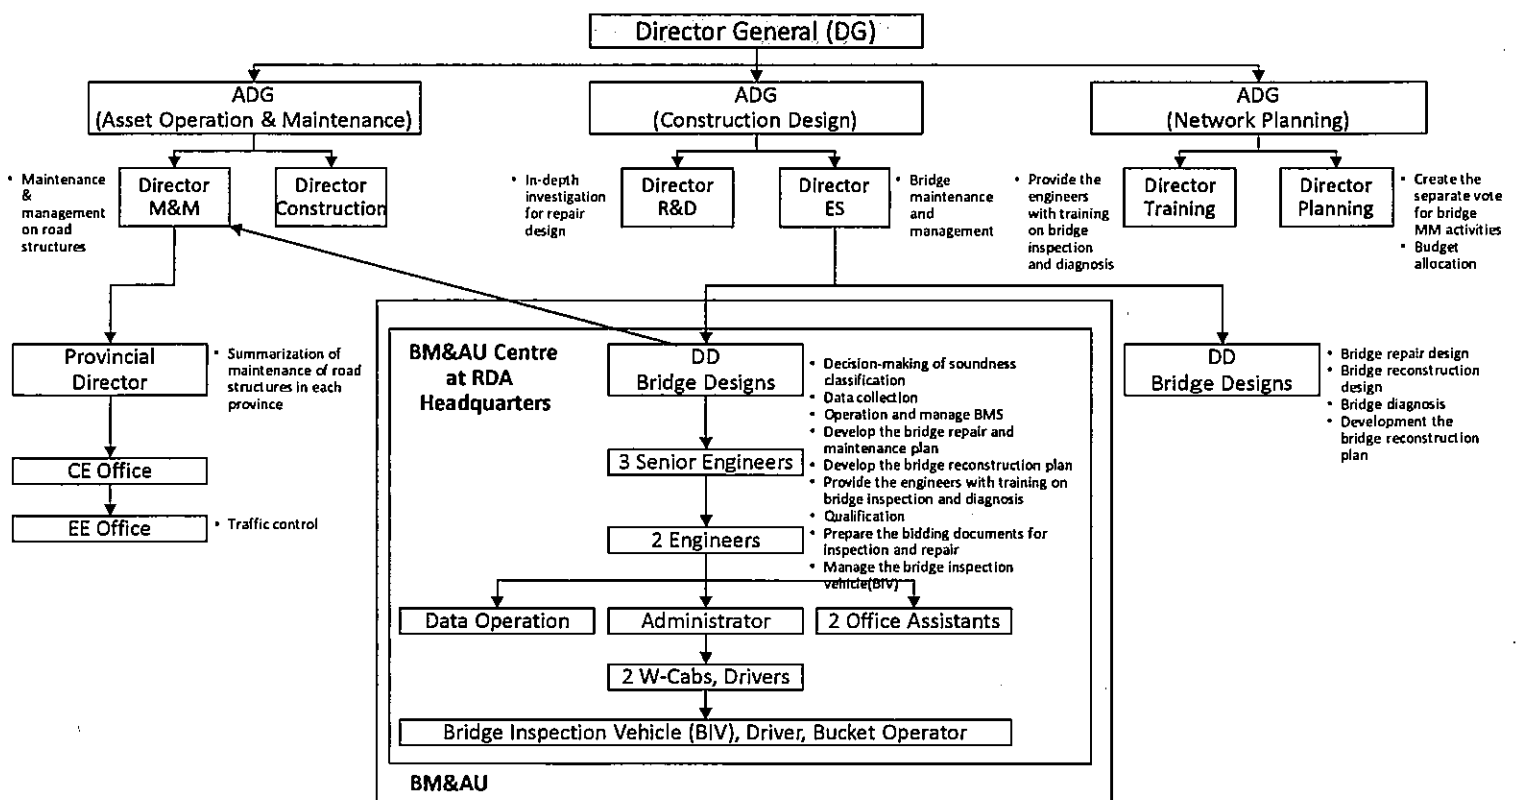 Director General (DG)
ADG
(Asset Operation & Maintenance)
ADG
(Construction Design)
ADG
(Network Planning)
• Maintenance
&
management
on road
structures
Director
M&M
Director
Construction
• In-depth
investigation
for repair
design
Director
R&D
Director
ES
• Bridge
maintenance
and
management
• Provide the
engineers
with training
on bridge
inspection
and diagnosis
Director
Training
Director
Planning
• Create the
separate vote
for bridge
MM activities
• Budget
allocation
Provincial
Director
• Summarization of
maintenance of road
structures in each
province
CE Office
EE Office
• Traffic control
BM&AU Centre
at RDA
Headquarters
DD
Bridge Designs
3 Senior Engineers
2 Engineers
• Decision-making of soundness
classification
• Data collection
• Operation and manage BMS
• Develop the bridge repair and
maintenance plan
• Develop the bridge reconstruction plan
• Provide the engineers with training on
bridge inspection and diagnosis
• Qualification
• Prepare the bidding documents for
inspection and repair
• Manage the bridge inspection
vehicle(BIV)
DD
Bridge Designs
• Bridge repair design
• Bridge reconstruction
design
• Bridge diagnosis
• Development the
bridge reconstruction
plan
Data Operation
Administrator
2 Office Assistants
2 W-Cabs, Drivers
Bridge Inspection Vehicle (BIV), Driver, Bucket Operator
BM&AU